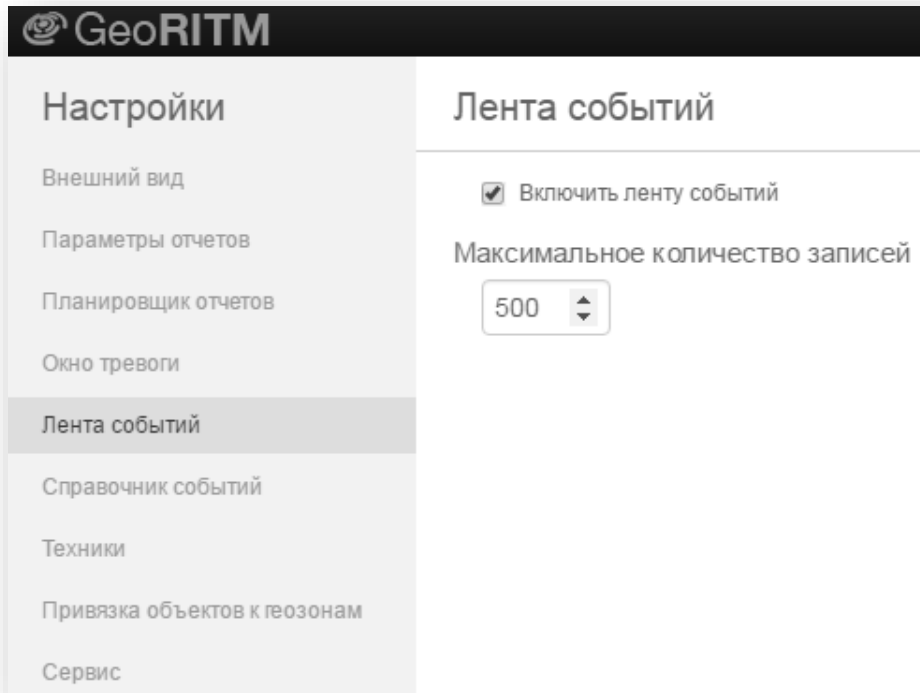 GeoRITM
Настройки
Внешний вид
Параметры отчетов
Планировщик отчетов
Окно тревоги
Лента событий
Справочник событий
Техники
Привязка объектов к геозонам
Сервис
Лента событий
Включить ленту событий
Максимальное количество записей
500